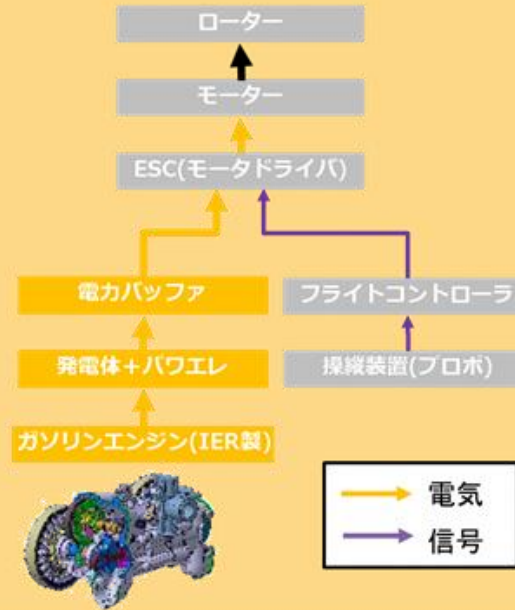 ローター
モーター
ESC(モータドライバ)
電力バッファ
フライトコントローラ
発電体＋パワエレ
操縦装置(プロポ)
ガソリンエンジン(IER製)
電気
信号